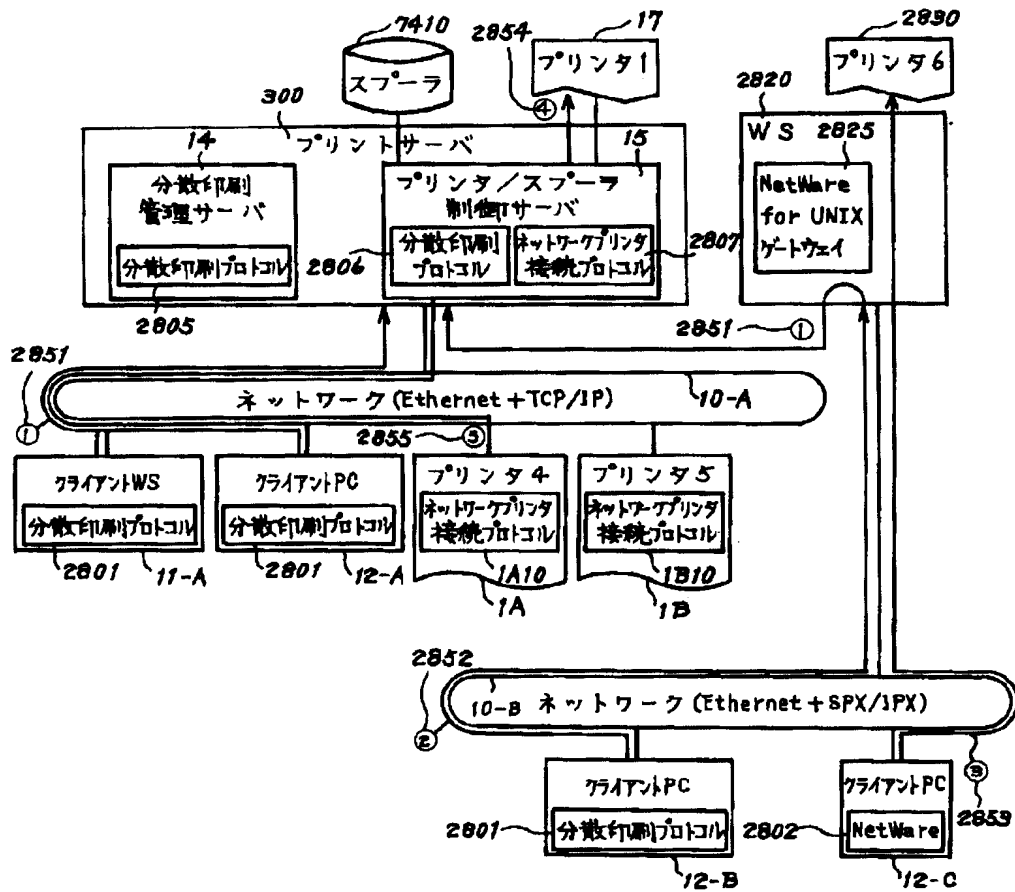 7410
スプーラ
2854
④
17
プリンタ1
2830
プリンタ6
300
プリントサーバ
14
分散印刷
管理サーバ
分散印刷プロトコル
2805
15
プリンタ/スプーラ
制御サーバ
2806
分散印刷
プロトコル
ネットワークプリンタ
接続プロトコル
2807
2820
WS
2825
NetWare
for UNIX
ゲートウェイ
2851
①
2851
①
ネットワーク(Ethernet+TCP/IP)
10-A
2855
⑤
クライアントWS
分散印刷プロトコル
2801
11-A
クライアントPC
分散印刷プロトコル
2801
12-A
プリンタ4
ネットワークプリンタ
接続プロトコル
1A10
1A
プリンタ5
ネットワークプリンタ
接続プロトコル
1B10
1B
2852
②
10-B
ネットワーク(Ethernet+SPX/IPX)
③
2853
クライアントPC
2801
分散印刷プロトコル
12-B
クライアントPC
2802
NetWare
12-C